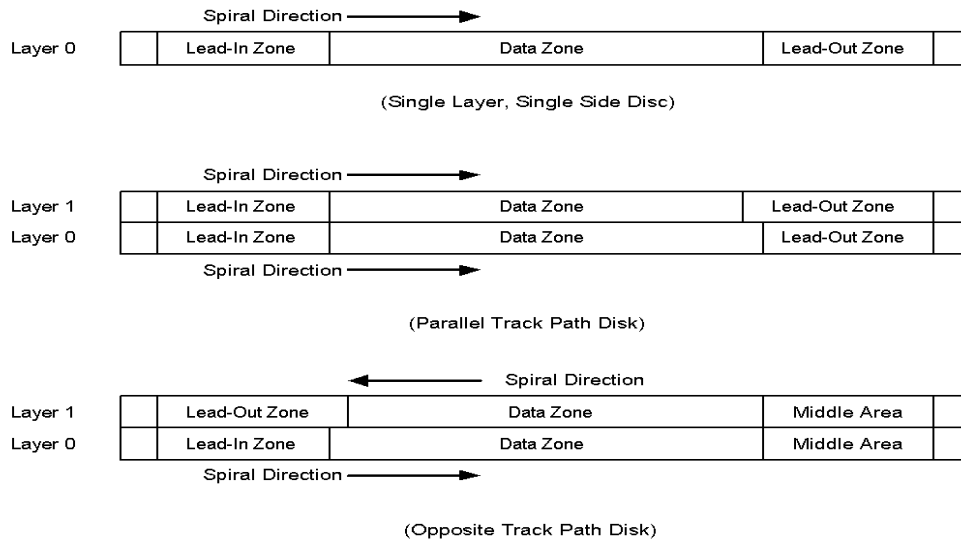 Spiral Direction
Layer 0 Lead-In Zone Data Zone Lead-Out Zone
(Single Layer, Single Side Disc)
Spiral Direction
Layer 1 Lead-In Zone Data Zone Lead-Out Zone
Layer 0 Lead-In Zone Data Zone Lead-Out Zone
Spiral Direction
(Parallel Track Path Disk)
Spiral Direction
Layer 1 Lead-Out Zone Data Zone Middle Area
Layer 0 Lead-In Zone Data Zone Middle Area
Spiral Direction
(Opposite Track Path Disk)